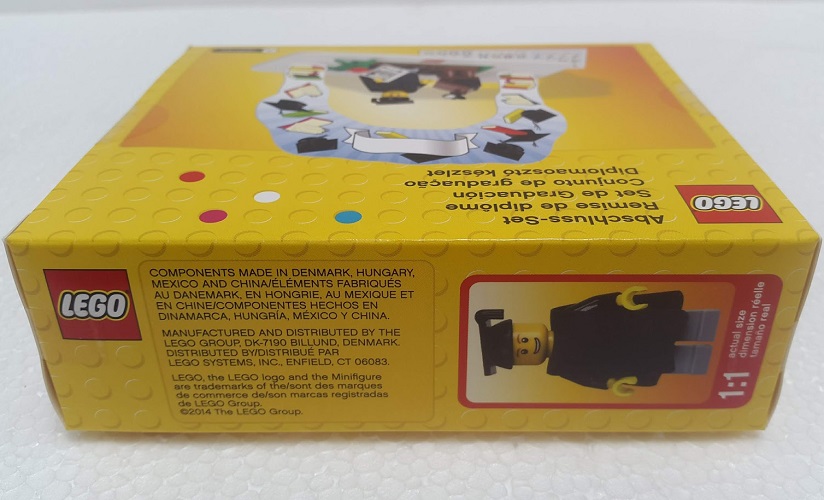 Abschluss-Set
Remise de diplôme
Set de Graduación
Conjunto de graduação
Diplomaosztó készlet
LEGO
LEGO
COMPONENTS MADE IN DENMARK, HUNGARY,
MEXICO AND CHINA/ÉLÉMENTS FABRIQUÉS
AU DANEMARK, EN HONGRIE, AU MEXIQUE ET
EN CHINE/COMPONENTES HECHOS EN
DINAMARCA, HUNGRÍA, MÉXICO Y CHINA.
MANUFACTURED AND DISTRIBUTED BY THE
LEGO GROUP, DK-7190 BILLUND, DENMARK.
DISTRIBUTED BY/DISTRIBUÉ PAR
LEGO SYSTEMS, INC., ENFIELD, CT 06083.
LEGO, the LEGO logo and the Minifigure
are trademarks of the/sont des marques
de commerce de/son marcas registradas
de LEGO Group.
©2014 The LEGO Group.
1:1
actual size
dimension réelle
tamaño real